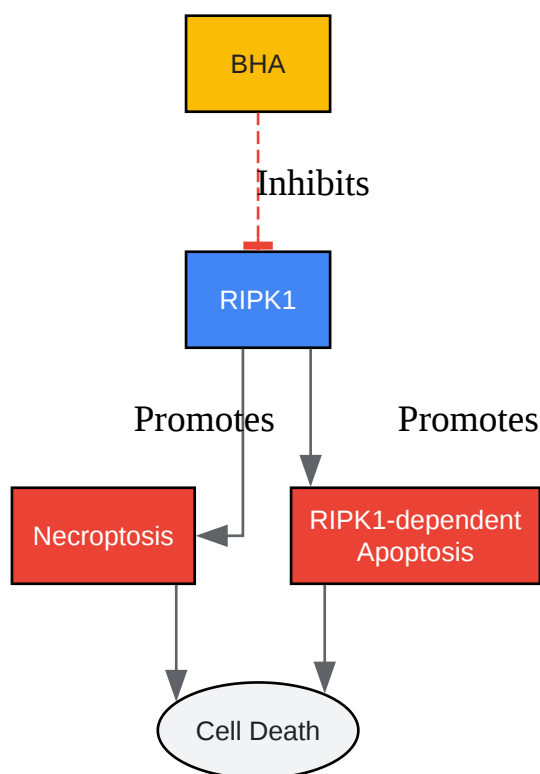 BHA
Inhibits
RIPK1
Promotes
Promotes
Necroptosis
RIPK1-dependent
Apoptosis
Cell Death